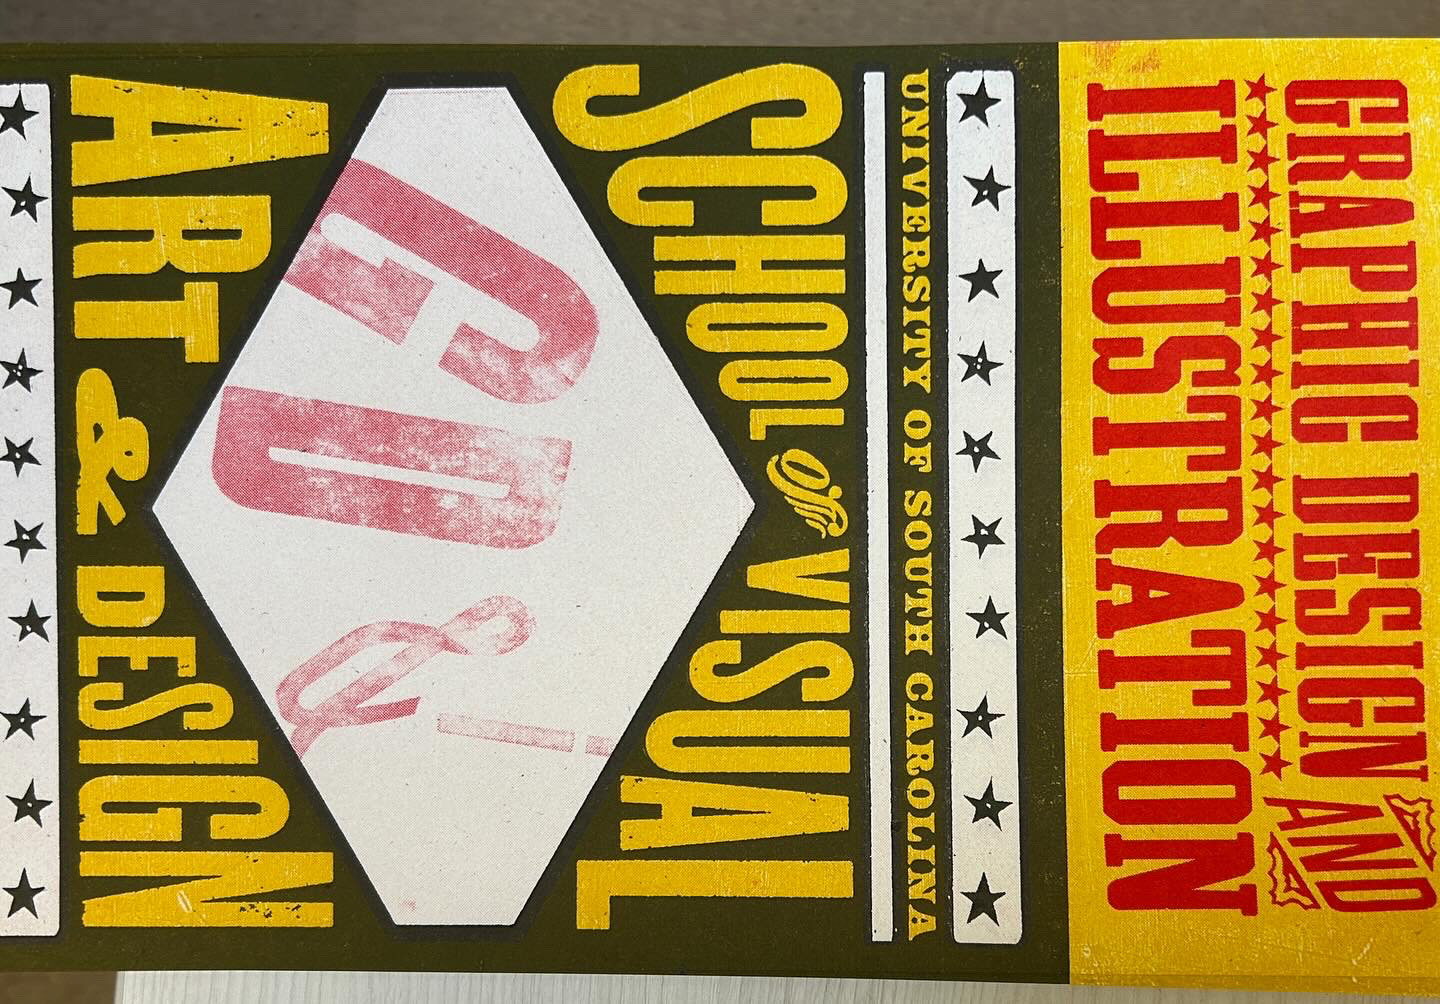 GRAPHIC DESIGN AND
ILLUSTRATION
UNIVERSITY OF SOUTH CAROLINA
SCHOOL of VISUAL
GD&i
ART & DESIGN